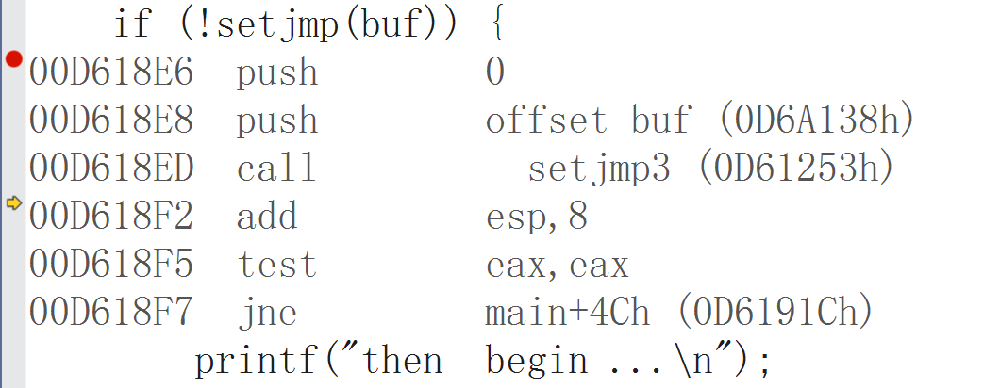 if (!setjmp(buf)) {
00D618E6 push 0
00D618E8 push offset buf (0D6A138h)
00D618ED call __setjmp3 (0D61253h)
00D618F2 add esp,8
00D618F5 test eax,eax
00D618F7 jne main+4Ch (0D6191Ch)
printf("then begin ...\n");